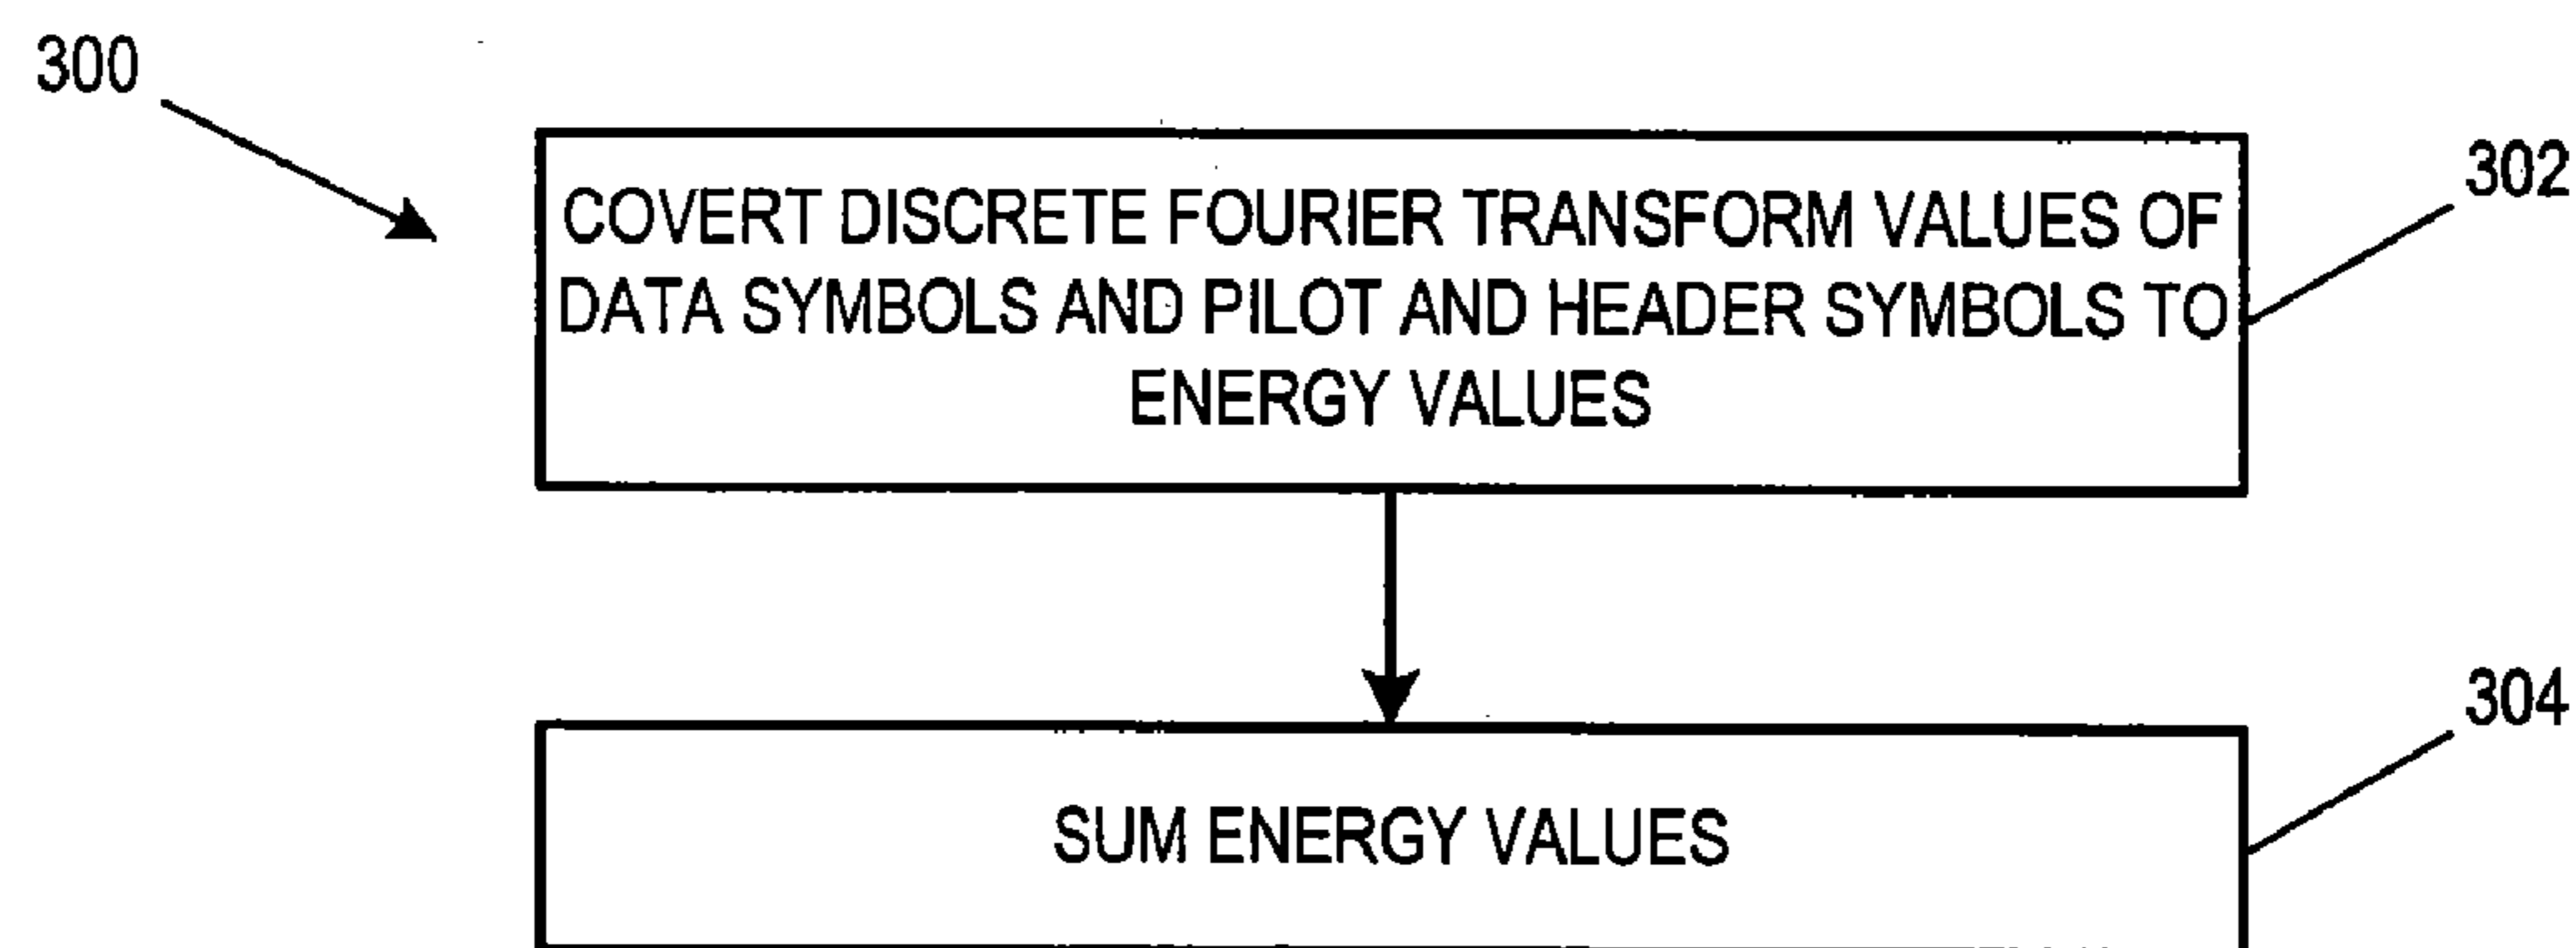 300
302
COVERT DISCRETE FOURIER TRANSFORM VALUES OF
DATA SYMBOLS AND PILOT AND HEADER SYMBOLS TO
ENERGY VALUES
304
SUM ENERGY VALUES